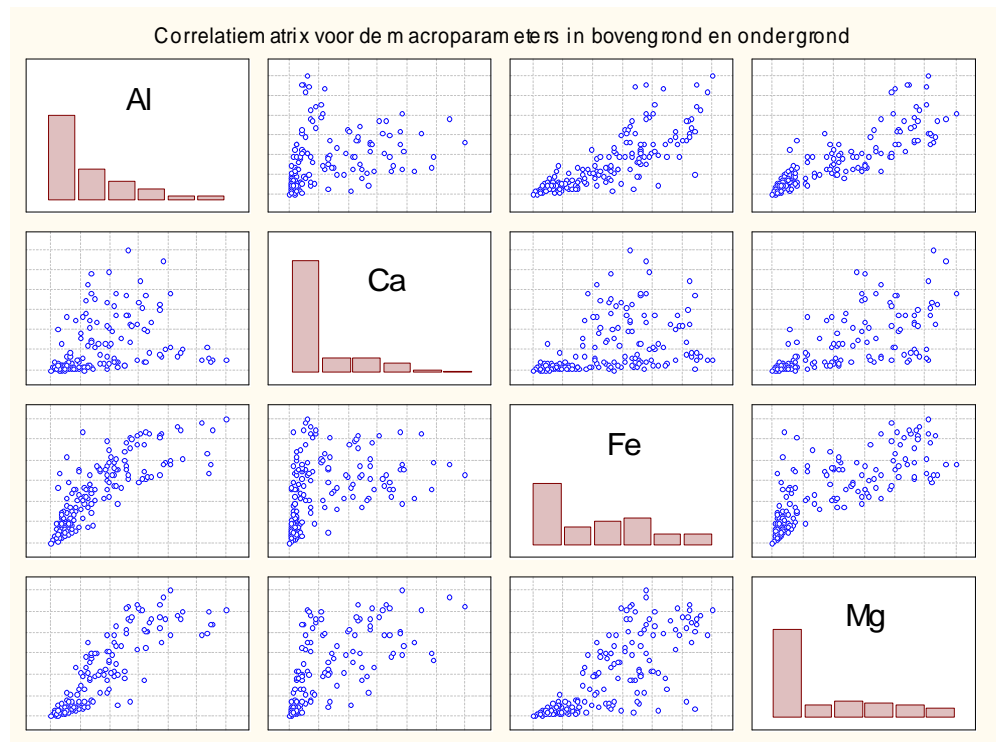 Correlatiematrix voor de macroparameters in bovengrond en ondergrond
Al
Ca
Fe
Mg